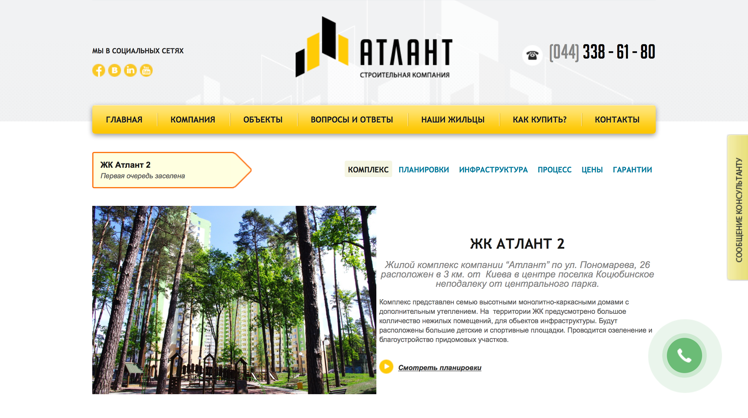 МЫ В СОЦИАЛЬНЫХ СЕТЯХ
АТЛАНТ
СТРОИТЕЛЬНАЯ КОМПАНИЯ
(044) 338 - 61 - 80
ГЛАВНАЯ КОМПАНИЯ ОБЪЕКТЫ ВОПРОСЫ И ОТВЕТЫ НАШИ ЖИЛЬЦЫ КАК КУПИТЬ? КОНТАКТЫ
ЖК Атлант 2
Первая очередь заселена
КОМПЛЕКС ПЛАНИРОВКИ ИНФРАСТРУКТУРА ПРОЦЕСС ЦЕНЫ ГАРАНТИИ
СООБЩЕНИЕ КОНСУЛЬТАНТУ
ЖК АТЛАНТ 2
Жилой комплекс компании “Атлант” по ул. Пономарева, 26
расположен в 3 км. от Киева в центре поселка Коцюбинское
неподалеку от центрального парка.
Комплекс представлен семью высотными монолитно-каркасными домами с
дополнительным утеплением. На территории ЖК предусмотрено большое
колличество нежилых помещений, для обьектов инфраструктуры. Будут
расположены большие детские и спортивные площадки. Проводится озеленение и
благоустройство придомовых участков.
Смотреть планировки